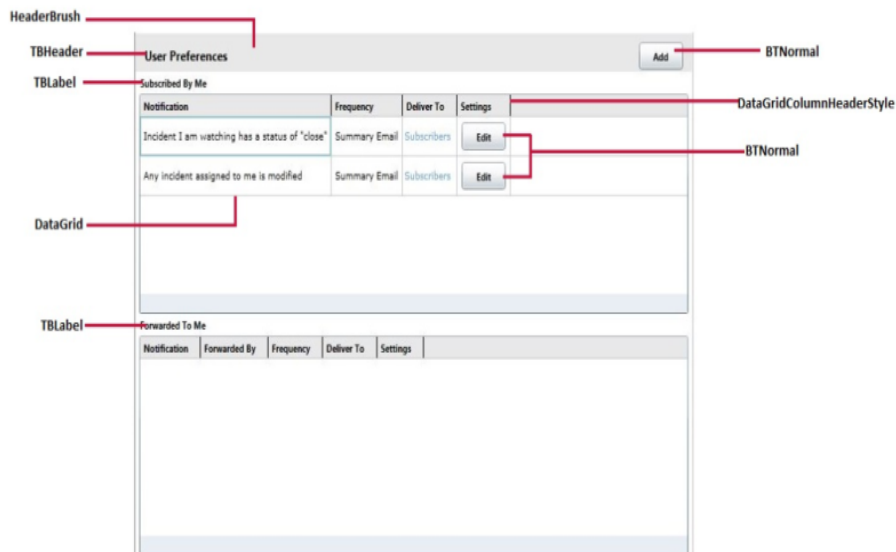 HeaderBrush
TBHeader
User Preferences
Add
BTNormal
TBLabel
Subscribed By Me
Notification Frequency Deliver To Settings
DataGridColumnHeaderStyle
Incident I am watching has a status of "close" Summary Email Subscribers Edit
BTNormal
Any incident assigned to me is modified Summary Email Subscribers Edit
DataGrid
TBLabel
Forwarded To Me
Notification Forwarded By Frequency Deliver To Settings